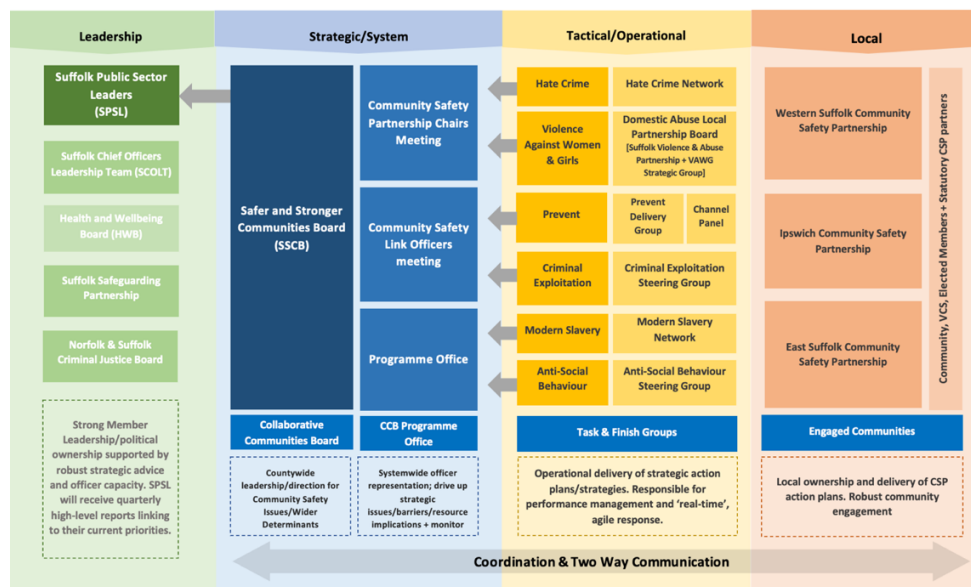 Leadership
Strategic/System
Tactical/Operational
Local
Suffolk Public Sector
Leaders
(SPSL)
Suffolk Chief Officers
Leadership Team (SCOLT)
Health and Wellbeing
Board (HWB)
Suffolk Safeguarding
Partnership
Norfolk & Suffolk
Criminal Justice Board
Strong Member
Leadership/political
ownership supported by
robust strategic advice
and officer capacity. SPSL
will receive quarterly
high-level reports linking
to their current priorities.
Safer and Stronger
Communities Board
(SSCB)
Community Safety
Partnership Chairs
Meeting
Community Safety
Link Officers
meeting
Programme Office
Collaborative
Communities Board
CCB Programme
Office
Countywide
leadership/direction for
Community Safety
Issues/Wider
Determinants
Systemwide officer
representation; drive up
strategic
issues/barriers/resource
implications + monitor
Hate Crime
Hate Crime Network
Violence
Against Women
& Girls
Domestic Abuse Local
Partnership Board
[Suffolk Violence & Abuse
Partnership + VAWG
Strategic Group]
Prevent
Prevent
Delivery
Group
Channel
Panel
Criminal
Exploitation
Criminal Exploitation
Steering Group
Modern Slavery
Modern Slavery
Network
Anti-Social
Behaviour
Anti-Social Behaviour
Steering Group
Task & Finish Groups
Operational delivery of strategic action
plans/strategies. Responsible for
performance management and ‘real-time’,
agile response.
Western Suffolk Community
Safety Partnership
Ipswich Community Safety
Partnership
East Suffolk Community
Safety Partnership
Community, VCS, Elected Members + Statutory CSP partners
Engaged Communities
Local ownership and delivery of CSP
action plans. Robust community
engagement
Coordination & Two Way Communication